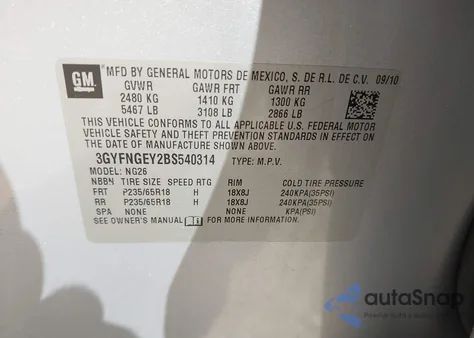 GM
MFD BY GENERAL MOTORS DE MEXICO, S. DE R.L. DE C.V. 09/10
GVWR GAWR FRT GAWR RR
2480 KG 1410 KG 1300 KG
5467 LB 3108 LB 2866 LB
THIS VEHICLE CONFORMS TO ALL APPLICABLE U.S. FEDERAL MOTOR
VEHICLE SAFETY AND THEFT PREVENTION STANDARDS IN EFFECT ON
THE DATE OF MANUFACTURE SHOWN ABOVE.
3GYFNGEY2BS540314 TYPE: M.P.V.
MODEL: NG26
TIRE SIZE SPEED RTG RIM COLD TIRE PRESSURE
FRT P235/65R18 H 18X8J 240KPA(35PSI)
RR P235/65R18 H 18X8J 240KPA(35PSI)
SPA NONE NONE KPA(PSI)
SEE OWNER'S MANUAL FOR MORE INFORMATION.
autoSnap